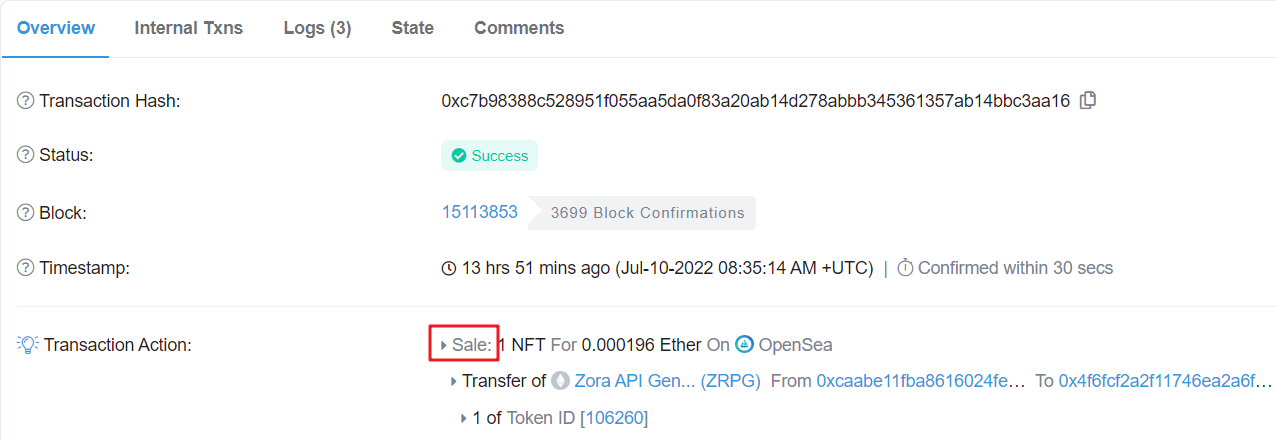 Overview Internal Txns Logs (3) State Comments
Transaction Hash: 0xc7b98388c528951f055aa5da0f83a20ab14d278abbb345361357ab14bbc3aa16
Status: Success
Block: 15113853 3699 Block Confirmations
Timestamp: 13 hrs 51 mins ago (Jul-10-2022 08:35:14 AM +UTC) | Confirmed within 30 secs
Transaction Action: Sale: 1 NFT For 0.000196 Ether On OpenSea
Transfer of Zora API Gen... (ZRPG) From 0xcaabe11fba8616024fe... To 0x4f6fcf2a2f11746ea2a6f...
1 of Token ID [106260]